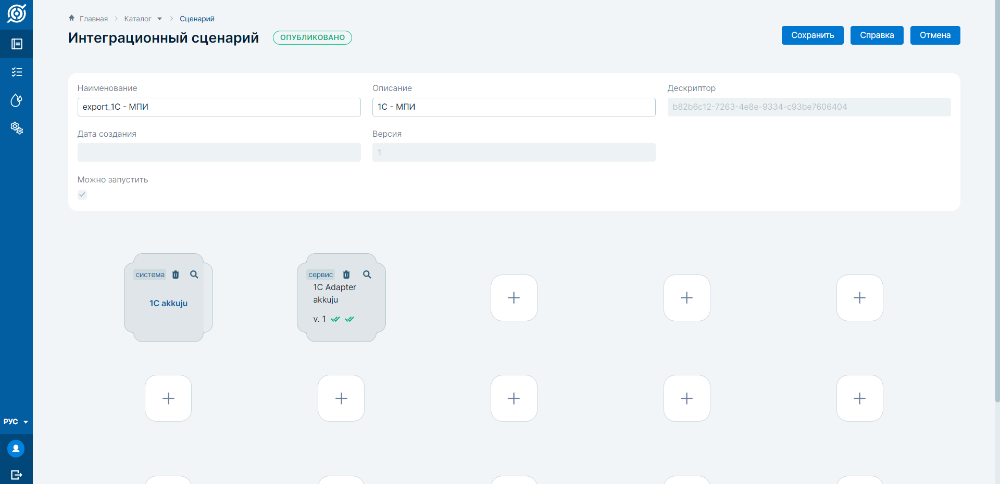 Главная
Каталог
Сценарий
Интеграционный сценарий
ОПУБЛИКОВАНО
Сохранить
Справка
Отмена
Наименование
Описание
Дескриптор
export_1C - МПИ
1C - МПИ
b82b6c12-7263-4e8e-9334-c93be7606404
Дата создания
Версия
1
Можно запустить
система
1C akkuju
сервис
1C Adapter
akkuju
v. 1
РУС